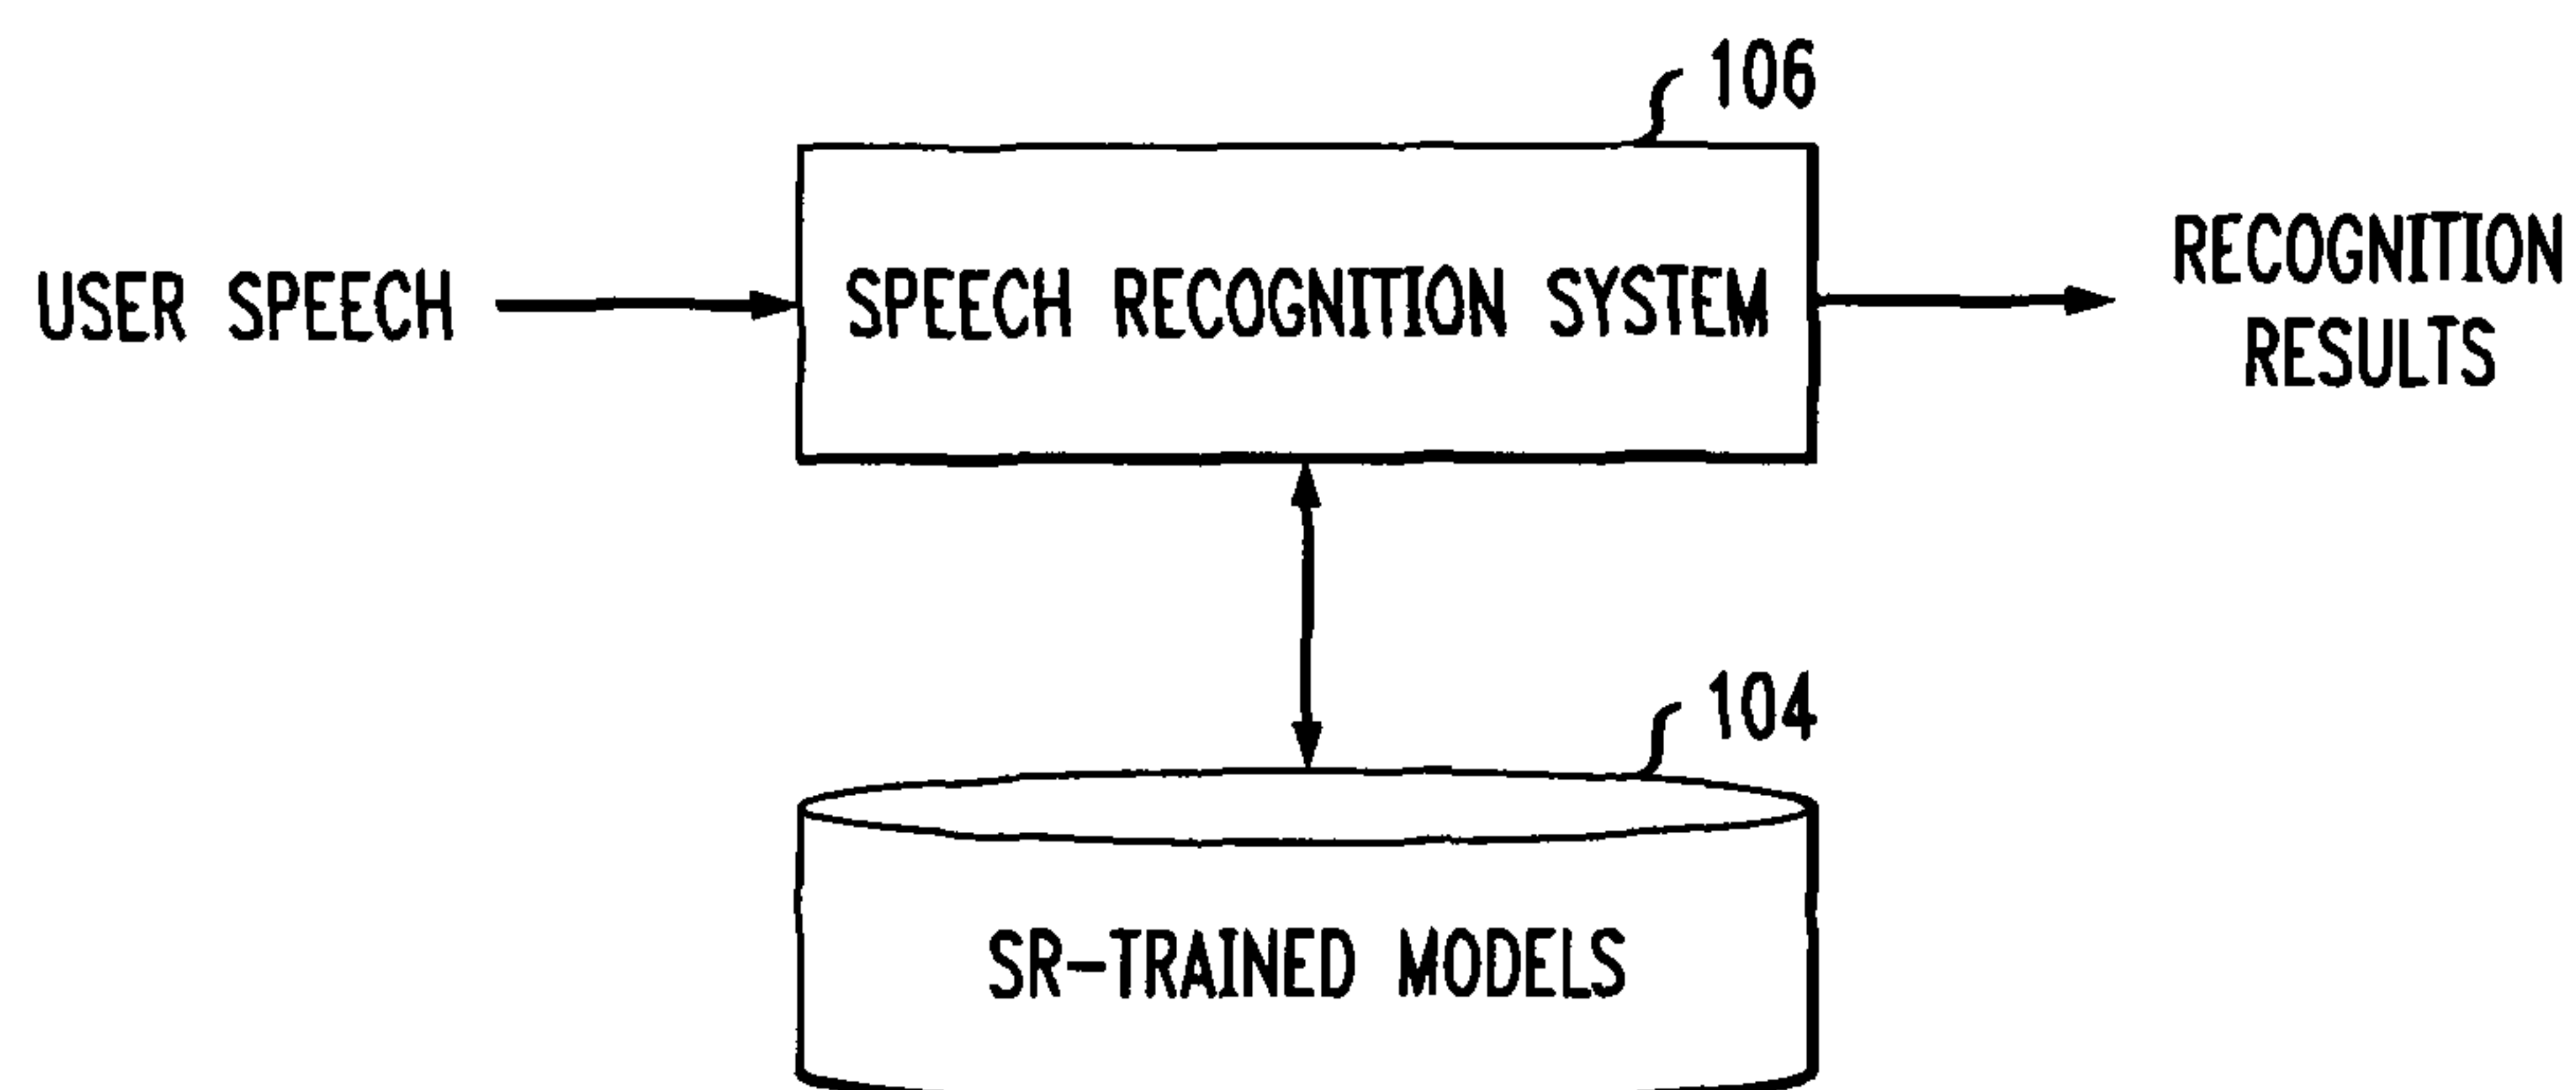 106
USER SPEECH
SPEECH RECOGNITION SYSTEM
RECOGNITION
RESULTS
104
SR-TRAINED MODELS